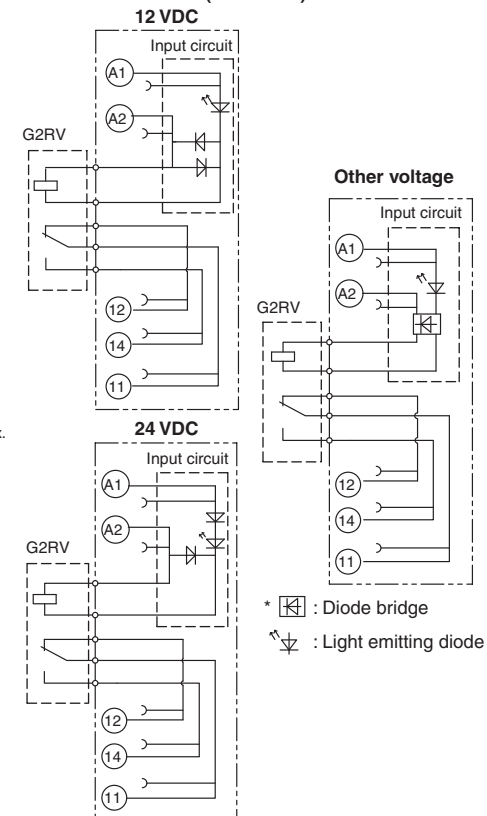 12 VDC
Input circuit
A1
A2
G2RV
12
14
11
Other voltage
Input circuit
A1
A2
G2RV
12
14
11
x.
24 VDC
Input circuit
A1
A2
G2RV
12
14
11
* : Diode bridge
: Light emitting diode